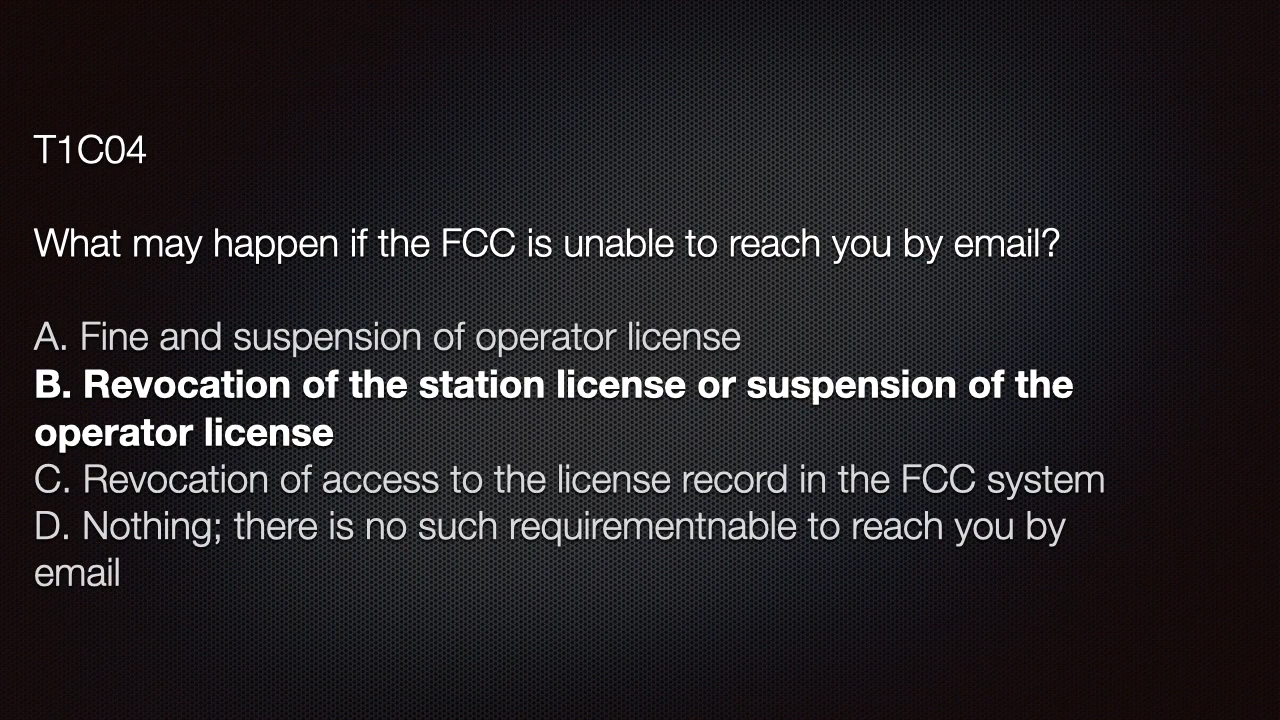 T1C04
What may happen if the FCC is unable to reach you by email?
A. Fine and suspension of operator license
B. Revocation of the station license or suspension of the
operator license
C. Revocation of access to the license record in the FCC system
D. Nothing; there is no such requirementnable to reach you by
email